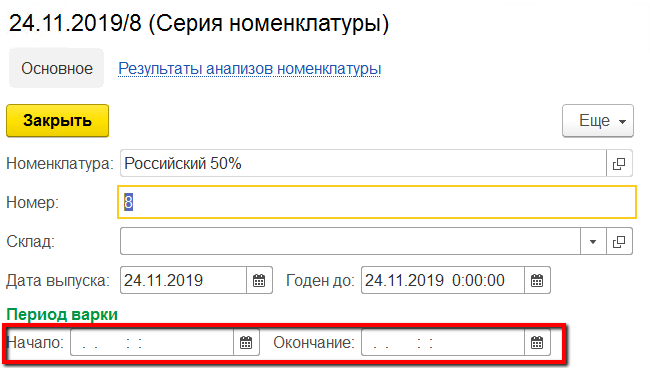 24.11.2019/8 (Серия номенклатуры)
Основное Результаты анализов номенклатуры
Закрыть Еще
Номенклатура: Российский 50%
Номер: 8
Склад:
Дата выпуска: 24.11.2019 Годен до: 24.11.2019 0:00:00
Период варки
Начало: . . : : Окончание: . . : :